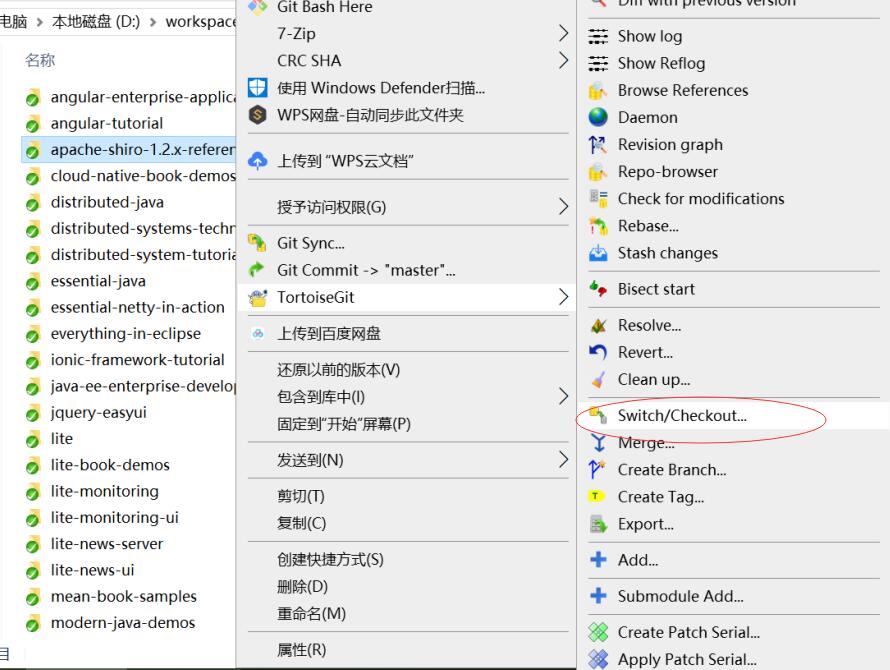 电脑 > 本地磁盘 (D:) > workspace
名称
angular-enterprise-applica
angular-tutorial
apache-shiro-1.2.x-referen
cloud-native-book-demos
distributed-java
distributed-systems-techn
distributed-system-tutoria
essential-java
essential-netty-in-action
everything-in-eclipse
ionic-framework-tutorial
java-ee-enterprise-develop
jquery-easyui
lite
lite-book-demos
lite-monitoring
lite-monitoring-ui
lite-news-server
lite-news-ui
mean-book-samples
modern-java-demos
目
Git Bash Here
7-Zip
CRC SHA
使用 Windows Defender扫描...
WPS网盘-自动同步此文件夹
上传到 “WPS云文档”
授予访问权限(G)
Git Sync...
Git Commit -> "master"...
TortoiseGit
上传到百度网盘
还原以前的版本(V)
包含到库中(I)
固定到“开始”屏幕(P)
发送到(N)
剪切(T)
复制(C)
创建快捷方式(S)
删除(D)
重命名(M)
属性(R)
Diff with previous version
Show log
Show Reflog
Browse References
Daemon
Revision graph
Repo-browser
Check for modifications
Rebase...
Stash changes
Bisect start
Resolve...
Revert...
Clean up...
Switch/Checkout...
Merge...
Create Branch...
Create Tag...
Export...
Add...
Submodule Add...
Create Patch Serial...
Apply Patch Serial...